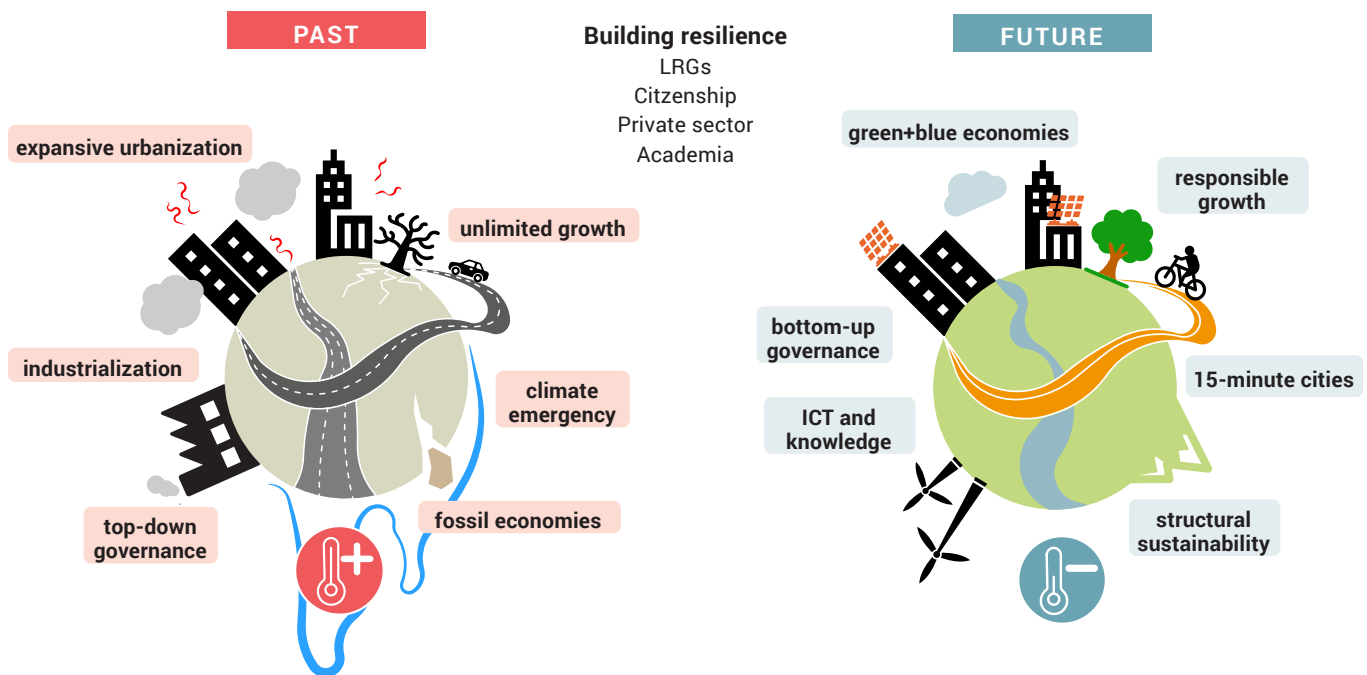 PAST
expansive urbanization
unlimited growth
industrialization
climate
emergency
top-down
governance
fossil economies
Building resilience
LRGs
Citzenship
Private sector
Academia
FUTURE
green+blue economies
responsible
growth
bottom-up
governance
15-minute cities
ICT and
knowledge
structural
sustainability